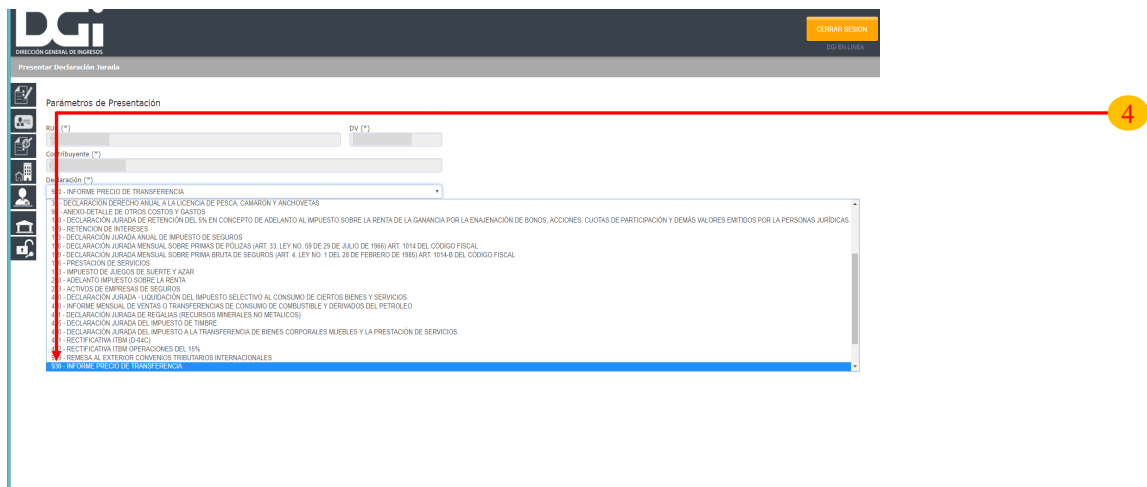 DGi
DIRECCIÓN GENERAL DE INGRESOS
CERRAR SESION
DGI EN LINEA
Presentar Declaración Jurada
Parámetros de Presentación
4
(*)
DV (*)
Contribuyente (*)
Declaración (*)
- INFORME PRECIO DE TRANSFERENCIA
- DECLARACIÓN DERECHO ANUAL A LA LICENCIA DE PESCA, CAMARON Y ANCHOVETAS
- ANEXO-DETALLE DE OTROS COSTOS Y GASTOS
- DECLARACIÓN JURADA DE RETENCIÓN DEL 5% EN CONCEPTO DE ADELANTO AL IMPUESTO SOBRE LA RENTA DE LA GANANCIA POR LA ENAJENACIÓN DE BONOS, ACCIONES, CUOTAS DE PARTICIPACIÓN Y DEMÁS VALORES EMITIDOS POR LA PERSONAS JURÍDICAS.
- RETENCION DE INTERESES
- DECLARACIÓN JURADA ANUAL DE IMPUESTO DE SEGUROS
- DECLARACIÓN JURADA MENSUAL SOBRE PRIMAS DE PÓLIZAS (ART. 33, LEY NO. 59 DE 29 DE JULIO DE 1966) ART. 1014 DEL CÓDIGO FISCAL
- DECLARACIÓN JURADA MENSUAL SOBRE PRIMA BRUTA DE SEGUROS (ART. 4, LEY NO. 1 DEL 28 DE FEBRERO DE 1985) ART. 1014-B DEL CÓDIGO FISCAL
- PRESTACION DE SERVICIOS
- IMPUESTO DE JUEGOS DE SUERTE Y AZAR
- ADELANTO IMPUESTO SOBRE LA RENTA
- ACTIVOS DE EMPRESAS DE SEGUROS
- DECLARACIÓN JURADA - LIQUIDACIÓN DEL IMPUESTO SELECTIVO AL CONSUMO DE CIERTOS BIENES Y SERVICIOS.
- INFORME MENSUAL DE VENTAS O TRANSFERENCIAS DE CONSUMO DE COMBUSTIBLE Y DERIVADOS DEL PETROLEO
- DECLARACIÓN JURADA DE REGALIAS (RECURSOS MINERALES NO METALICOS)
- DECLARACIÓN JURADA DEL IMPUESTO DE TIMBRE
- DECLARACIÓN JURADA DEL IMPUESTO A LA TRANSFERENCIA DE BIENES CORPORALES MUEBLES Y LA PRESTACIÓN DE SERVICIOS.
- RECTIFICATIVA ITBM (D-04C)
- RECTIFICATIVA ITBM OPERACIONES DEL 15%
- REMESA AL EXTERIOR CONVENIOS TRIBUTARIOS INTERNACIONALES
930 - INFORME PRECIO DE TRANSFERENCIA